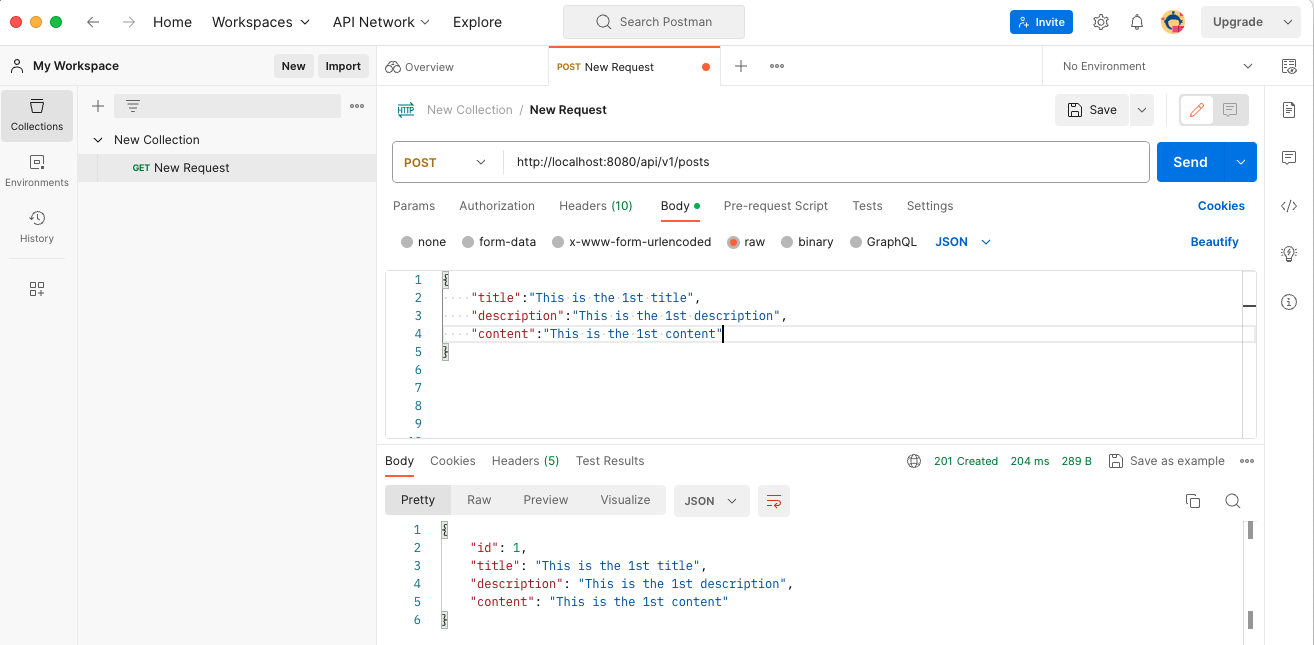 Home Workspaces API Network Explore Search Postman Invite Upgrade
My Workspace New Import Overview POST New Request No Environment
Collections
Environments
History
New Collection
GET New Request
HTTP New Collection / New Request Save
POST http://localhost:8080/api/v1/posts Send
Params Authorization Headers (10) Body Pre-request Script Tests Settings Cookies
none form-data x-www-form-urlencoded raw binary GraphQL JSON Beautify
1 {
2 "title":"This is the 1st title",
3 "description":"This is the 1st description",
4 "content":"This is the 1st content"
5 }
6
7
8
9
Body Cookies Headers (5) Test Results 201 Created 204 ms 289 B Save as example
Pretty Raw Preview Visualize JSON
1 {
2 "id": 1,
3 "title": "This is the 1st title",
4 "description": "This is the 1st description",
5 "content": "This is the 1st content"
6 }